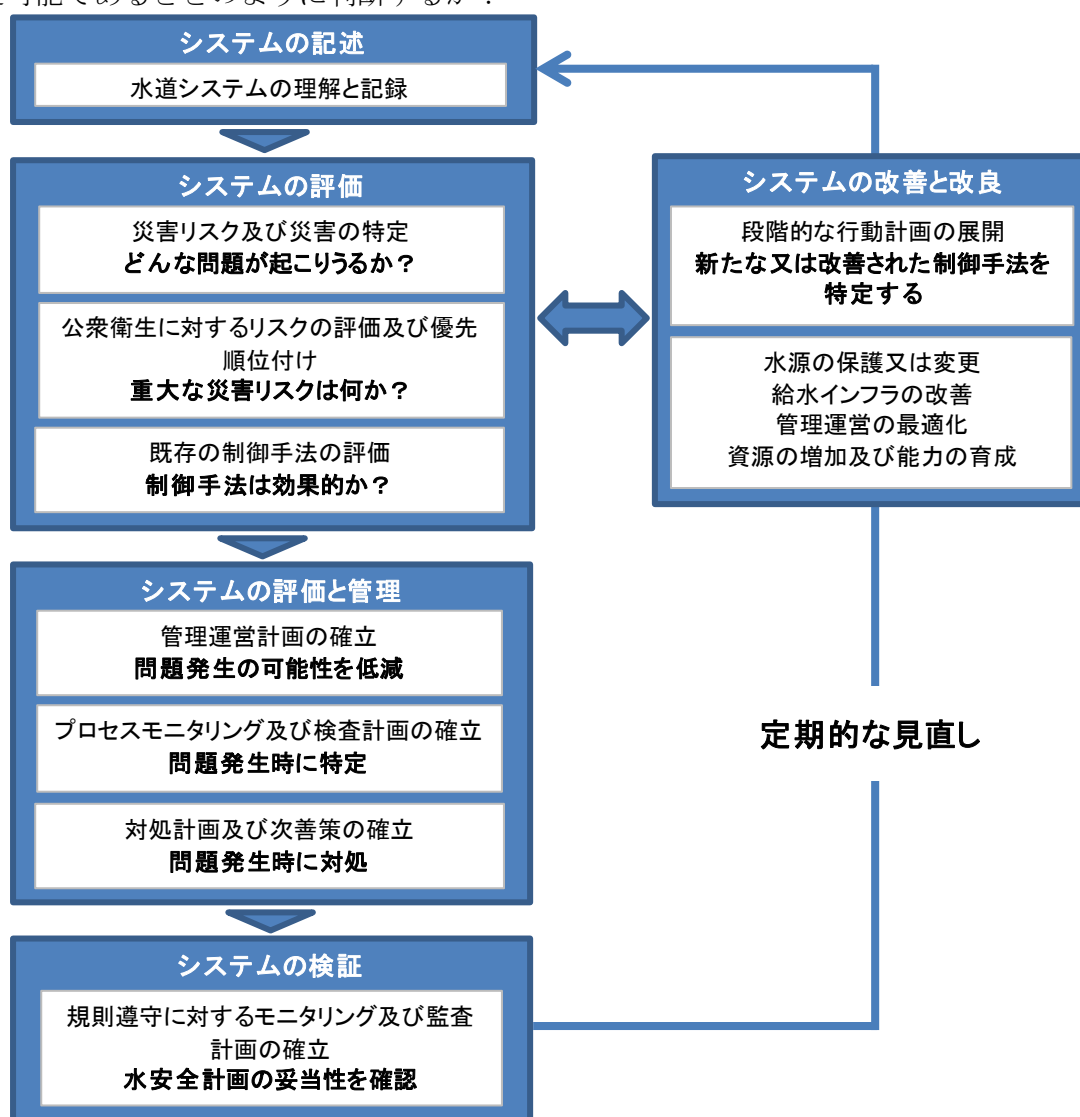 可能であるとどのように判断するか？
システムの記述
水道システムの理解と記録
システムの評価
災害リスク及び災害の特定
どんな問題が起こりうるか？
公衆衛生に対するリスクの評価及び優先
順位付け
重大な災害リスクは何か？
既存の制御手法の評価
制御手法は効果的か？
システムの評価と管理
管理運営計画の確立
問題発生の可能性を低減
プロセスモニタリング及び検査計画の確立
問題発生時に特定
対処計画及び次善策の確立
問題発生時に対処
システムの検証
規則遵守に対するモニタリング及び監査
計画の確立
水安全計画の妥当性を確認
システムの改善と改良
段階的な行動計画の展開
新たな又は改善された制御手法を
特定する
水源の保護又は変更
給水インフラの改善
管理運営の最適化
資源の増加及び能力の育成
定期的な見直し